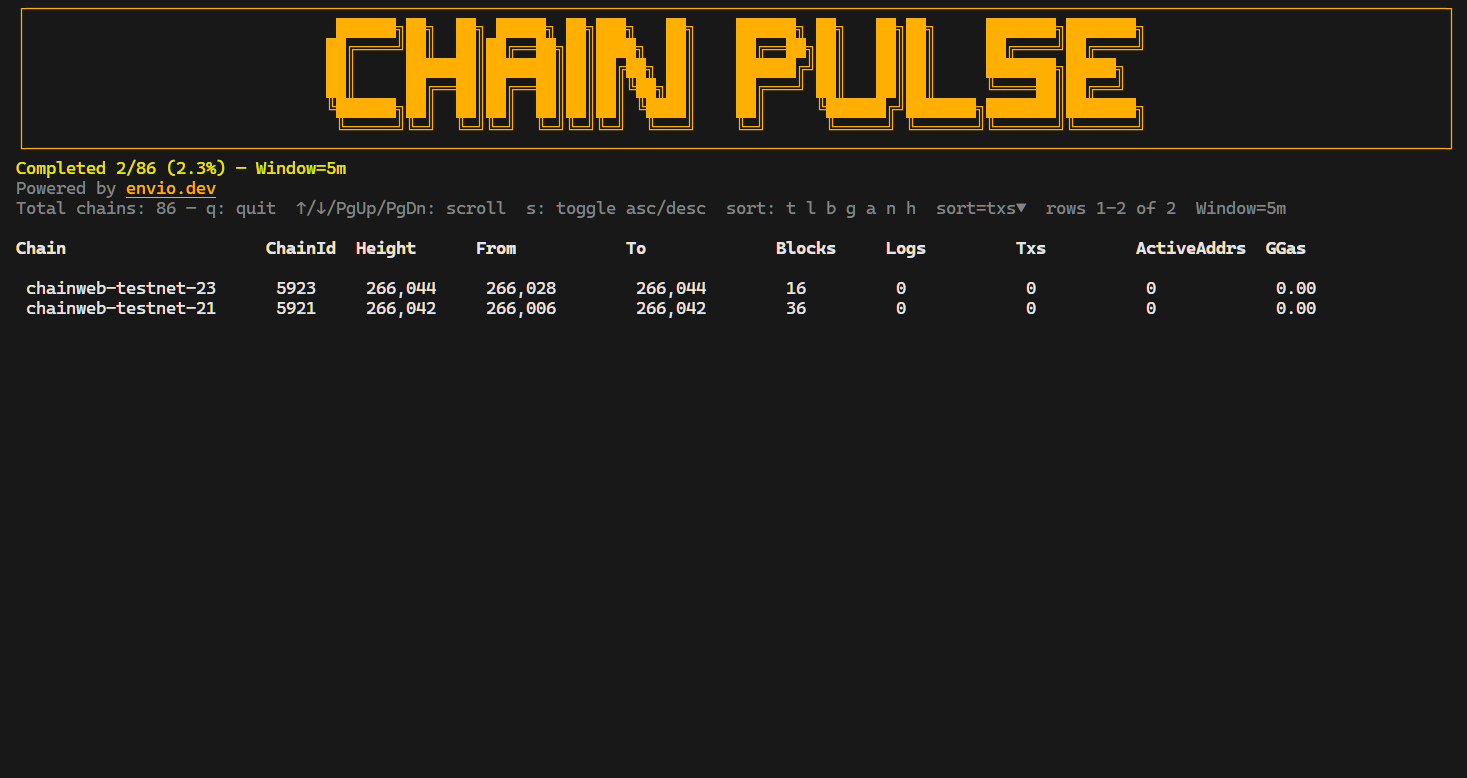 CHAIN PULSE
Completed 2/86 (2.3%) — Window=5m
Powered by envio.dev
Total chains: 86 — q: quit  ↑/↓/PgUp/PgDn: scroll  s: toggle asc/desc  sort: t l b g a n h  sort=txs▼  rows 1–2 of 2  Window=5m
Chain  ChainId  Height  From  To  Blocks  Logs  Txs  ActiveAddrs  GGas
chainweb-testnet-23  5923  266,044  266,028  266,044  16  0  0  0  0.00
chainweb-testnet-21  5921  266,042  266,006  266,042  36  0  0  0  0.00